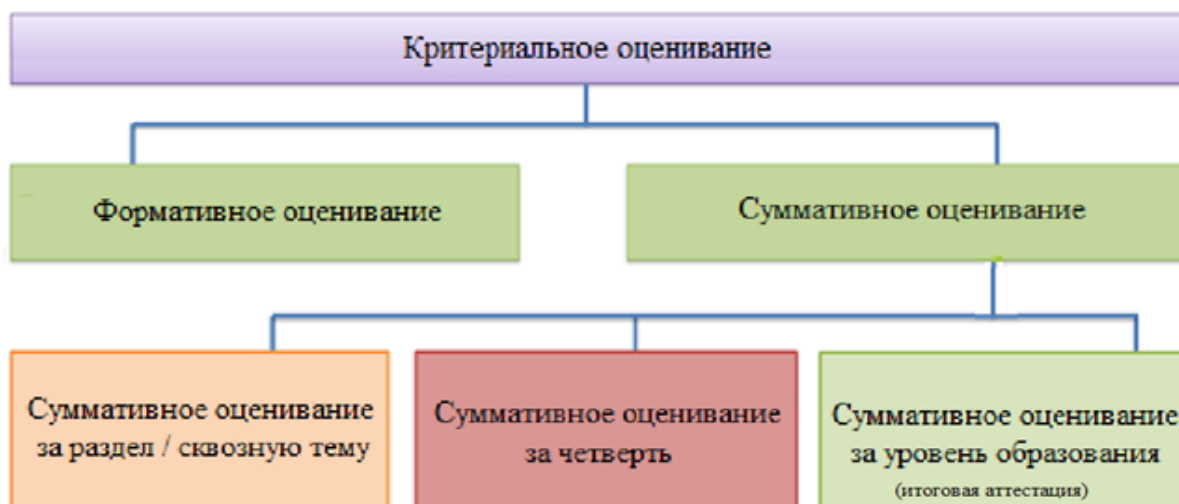 Критериальное оценивание
Формативное оценивание
Суммативное оценивание
Суммативное оценивание
за раздел / сквозную тему
Суммативное оценивание
за четверть
Суммативное оценивание
за уровень образования
(итоговая аттестация)